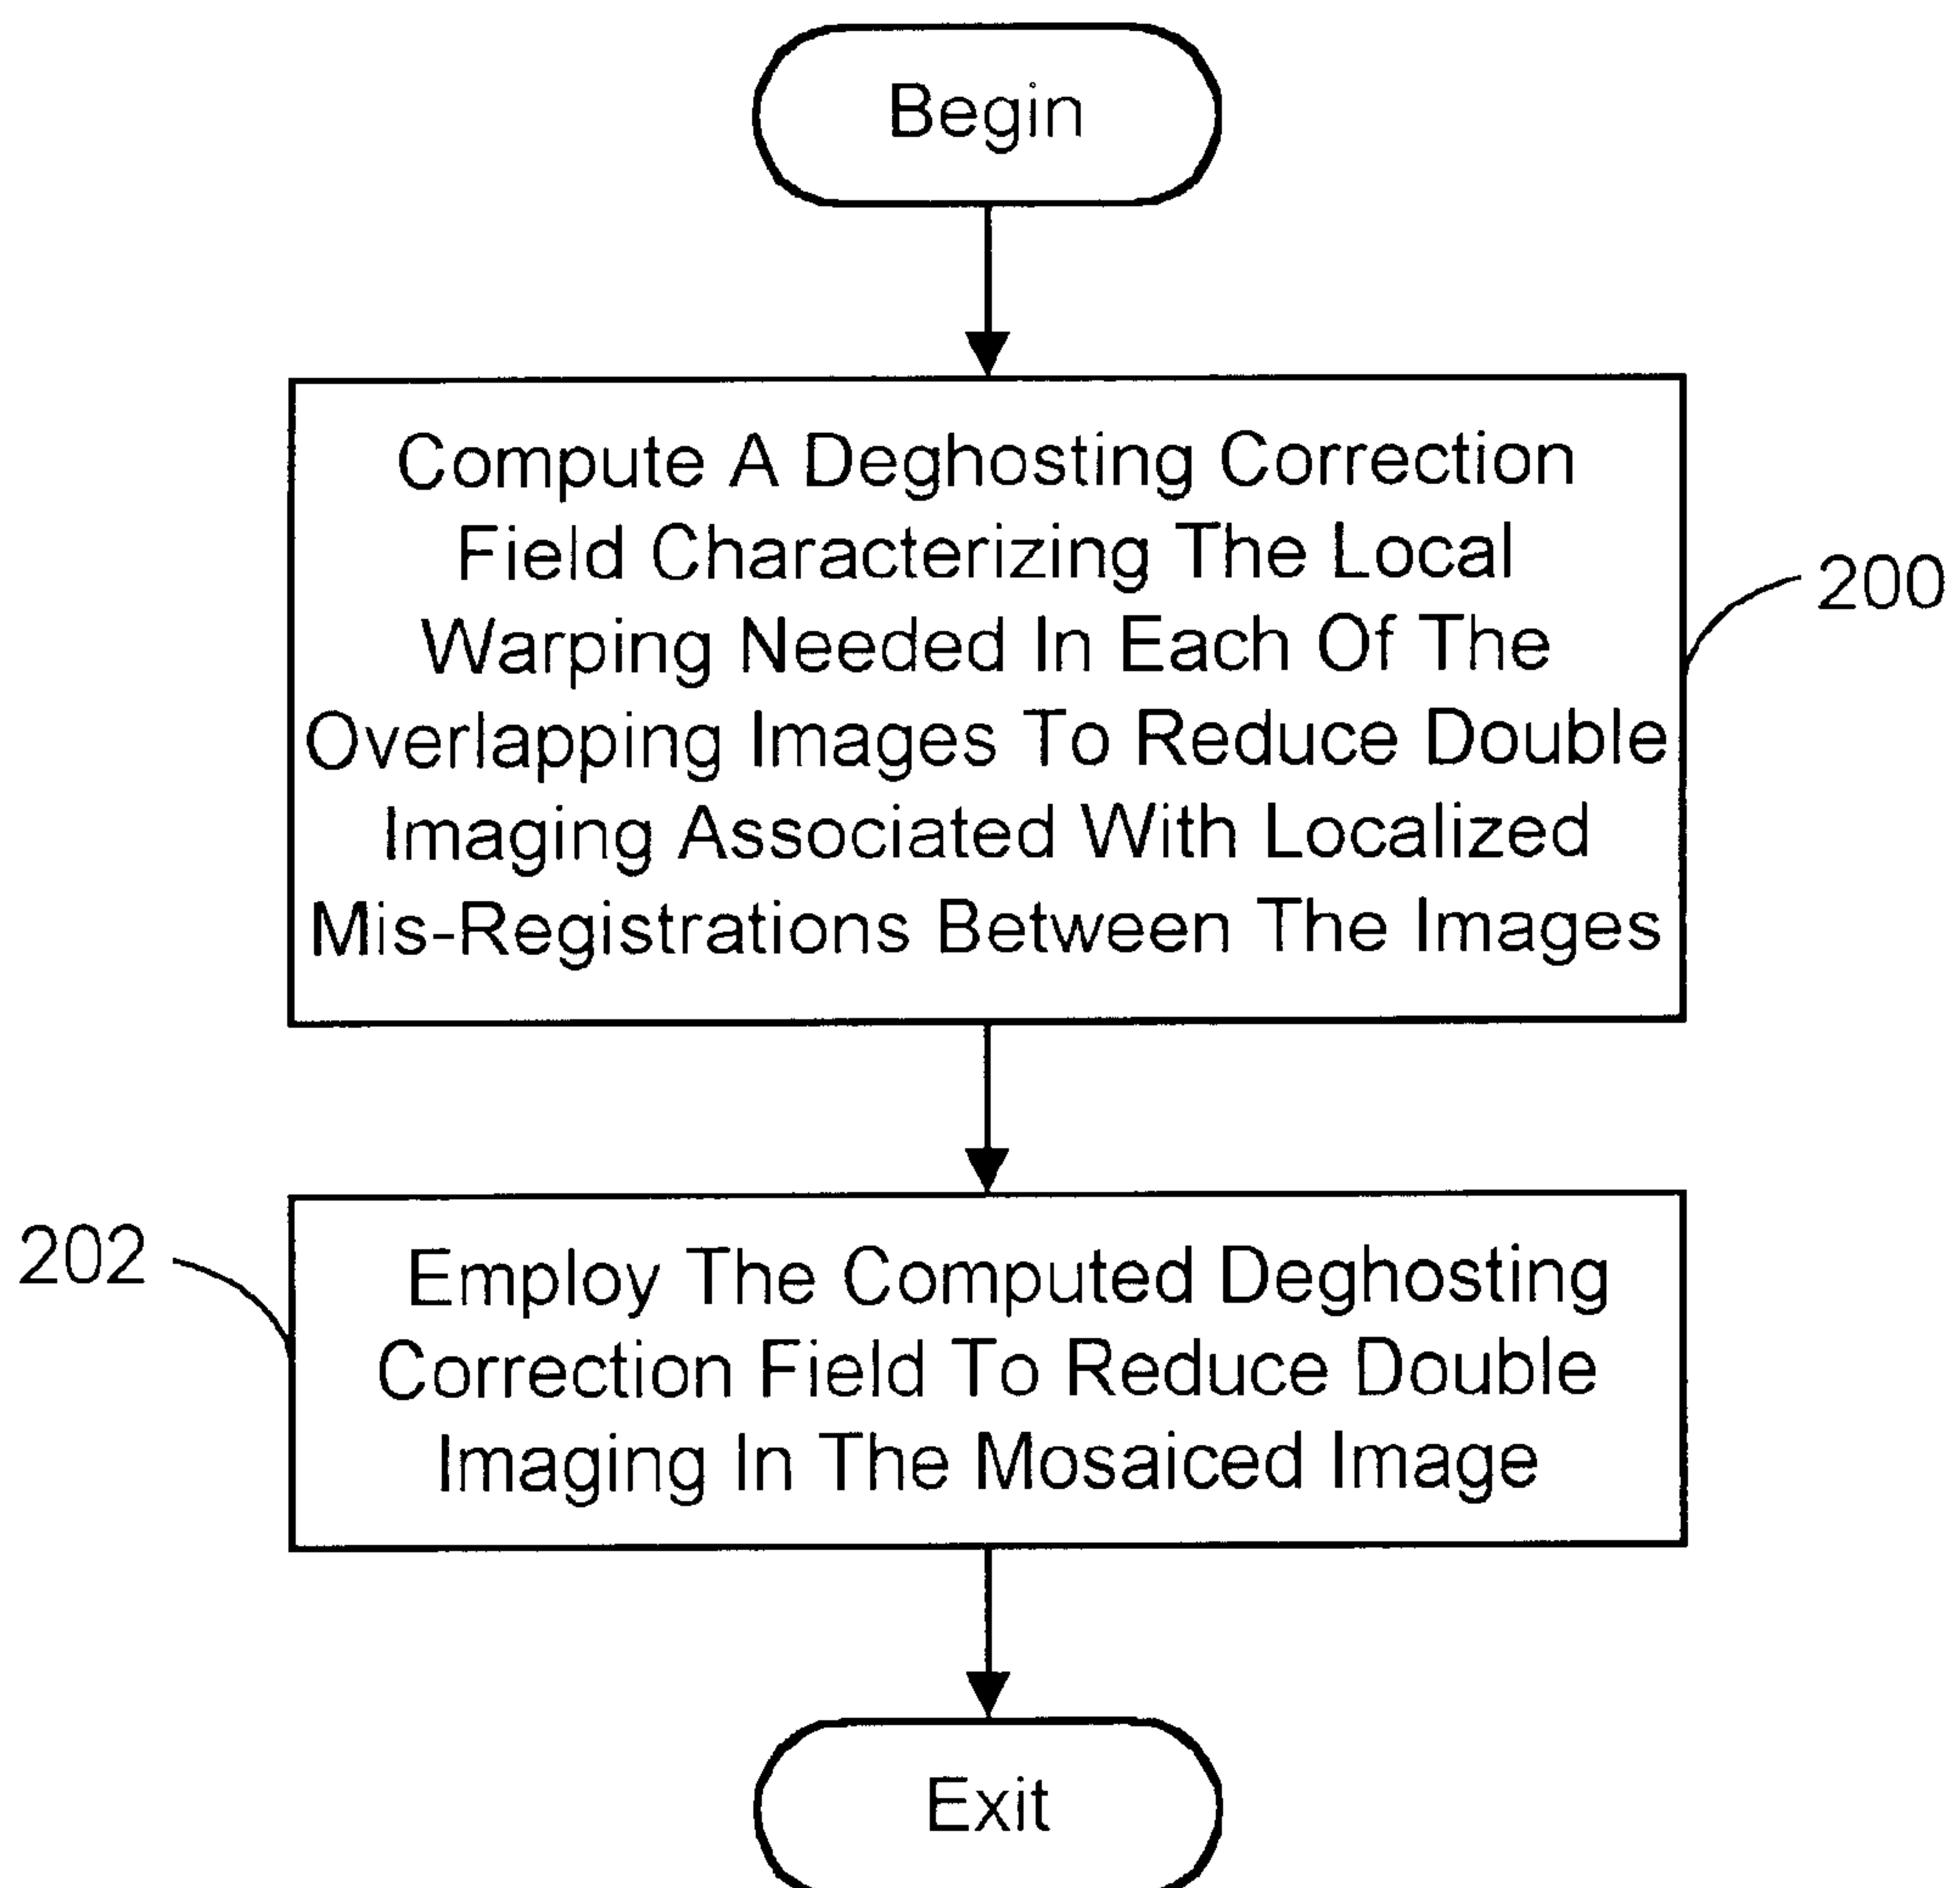 Begin
Compute A Deghosting Correction
Field Characterizing The Local
Warping Needed In Each Of The
Overlapping Images To Reduce Double
Imaging Associated With Localized
Mis-Registrations Between The Images
200
202
Employ The Computed Deghosting
Correction Field To Reduce Double
Imaging In The Mosaiced Image
Exit